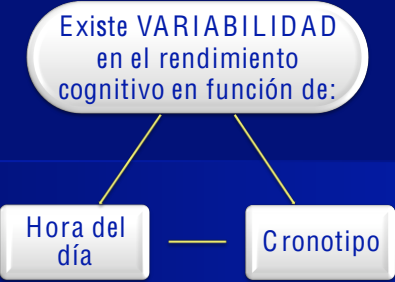 Existe VARIABILIDAD
en el rendimiento
cognitivo en función de:
Hora del
día
Cronotipo